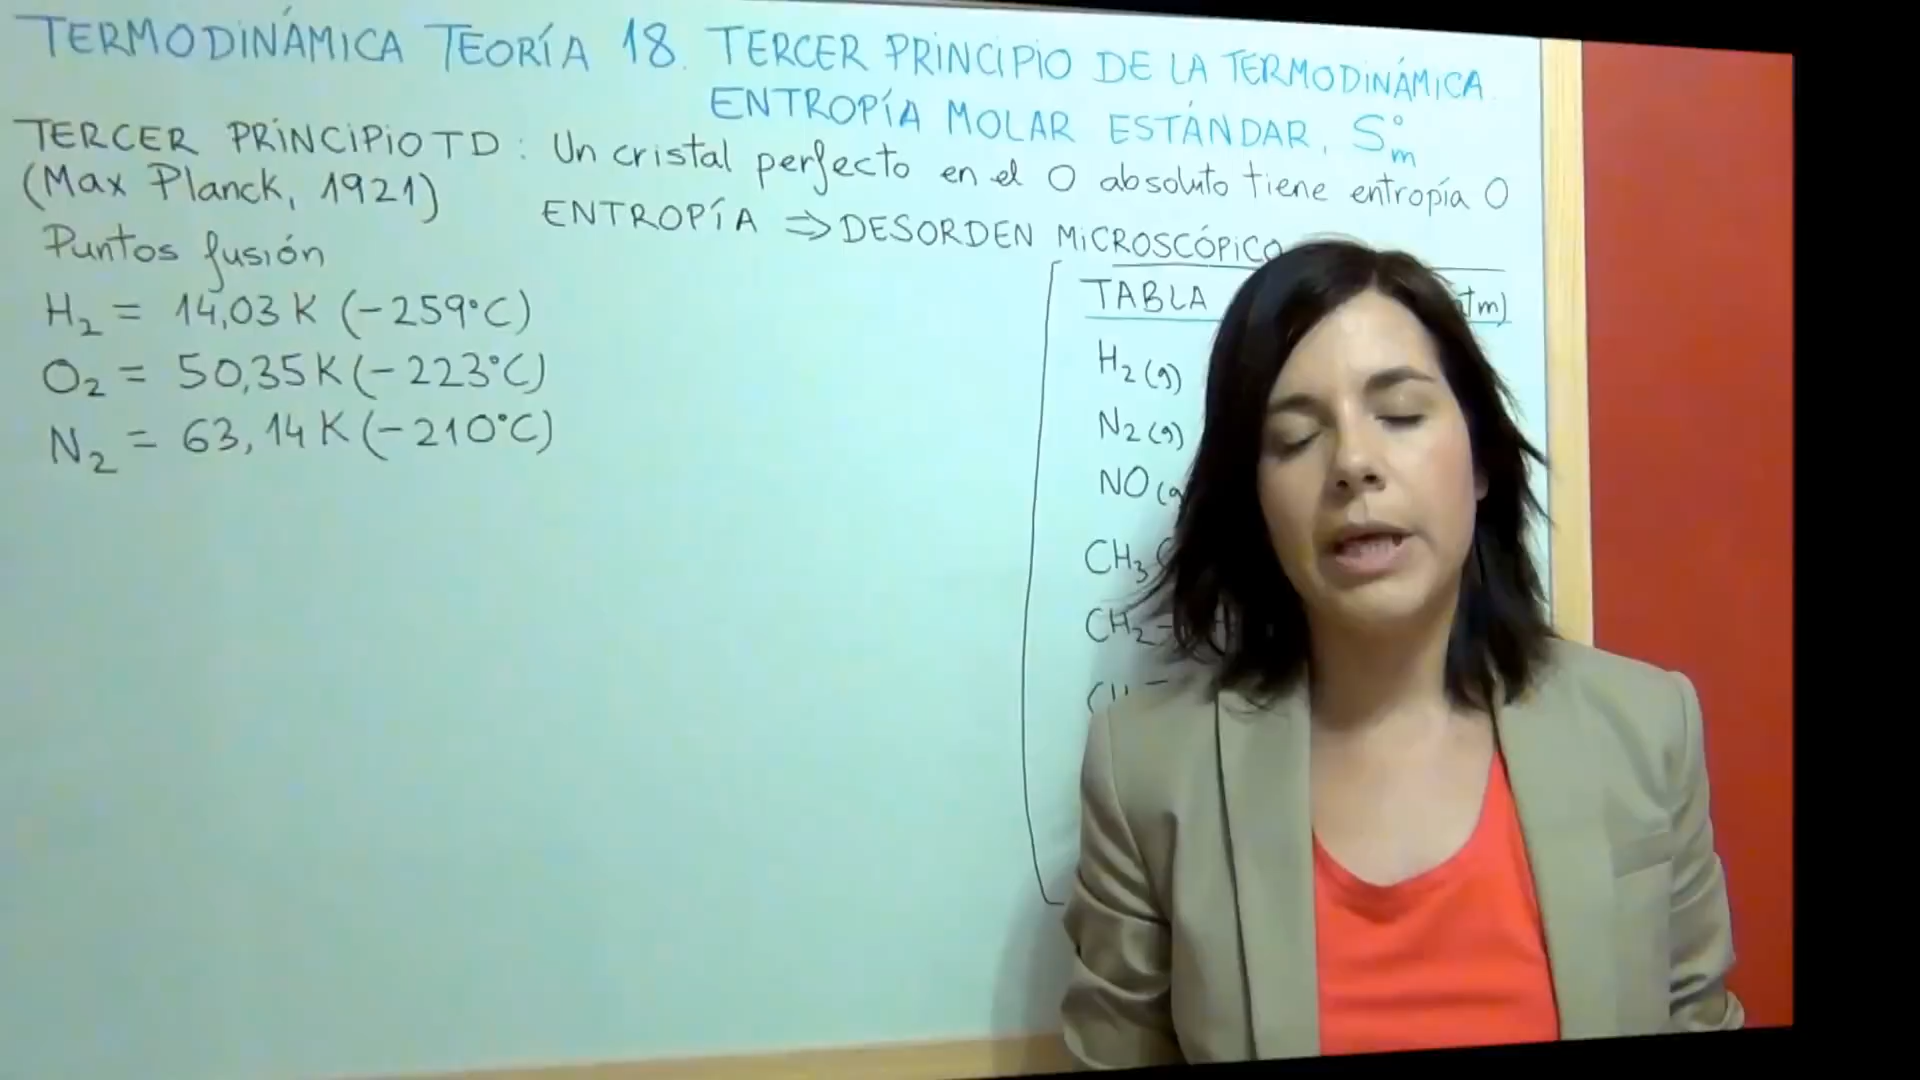 TERMODINÁMICA TEORÍA 18. TERCER PRINCIPIO DE LA TERMODINÁMICA.
ENTROPÍA MOLAR ESTÁNDAR, S°m
TERCER PRINCIPIO TD: Un cristal perfecto en el 0 absoluto tiene entropía 0
(Max Planck, 1921)
ENTROPÍA ⇒ DESORDEN MICROSCÓPICO
Puntos fusión
H2 = 14,03 K (-259°C)
O2 = 50,35 K (-223°C)
N2 = 63,14 K (-210°C)
TABLA
H2(g)
N2(g)
NO(g
CH3
CH2